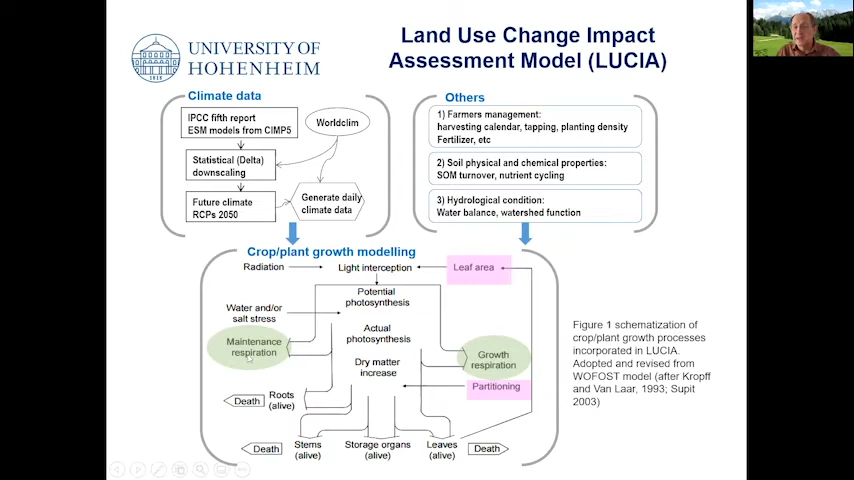 UNIVERSITY OF
HOHENHEIM
1818
Land Use Change Impact
Assessment Model (LUCIA)
Climate data
IPCC fifth report
ESM models from CIMP5
Worldclim
Statistical (Delta)
downscaling
Future climate
RCPs 2050
Generate daily
climate data
Others
1) Farmers management:
harvesting calendar, tapping, planting density
Fertilizer, etc
2) Soil physical and chemical properties:
SOM turnover, nutrient cycling
3) Hydrological condition:
Water balance, watershed function
Crop/plant growth modelling
Radiation
Light interception
Leaf area
Potential
photosynthesis
Water and/or
salt stress
Actual
photosynthesis
Maintenance
respiration
Growth
respiration
Dry matter
increase
Partitioning
Death
Roots
(alive)
Death
Stems
(alive)
Storage organs
(alive)
Leaves
(alive)
Death
Figure 1 schematization of
crop/plant growth processes
incorporated in LUCIA.
Adopted and revised from
WOFOST model (after Kropff
and Van Laar, 1993; Supit
2003)